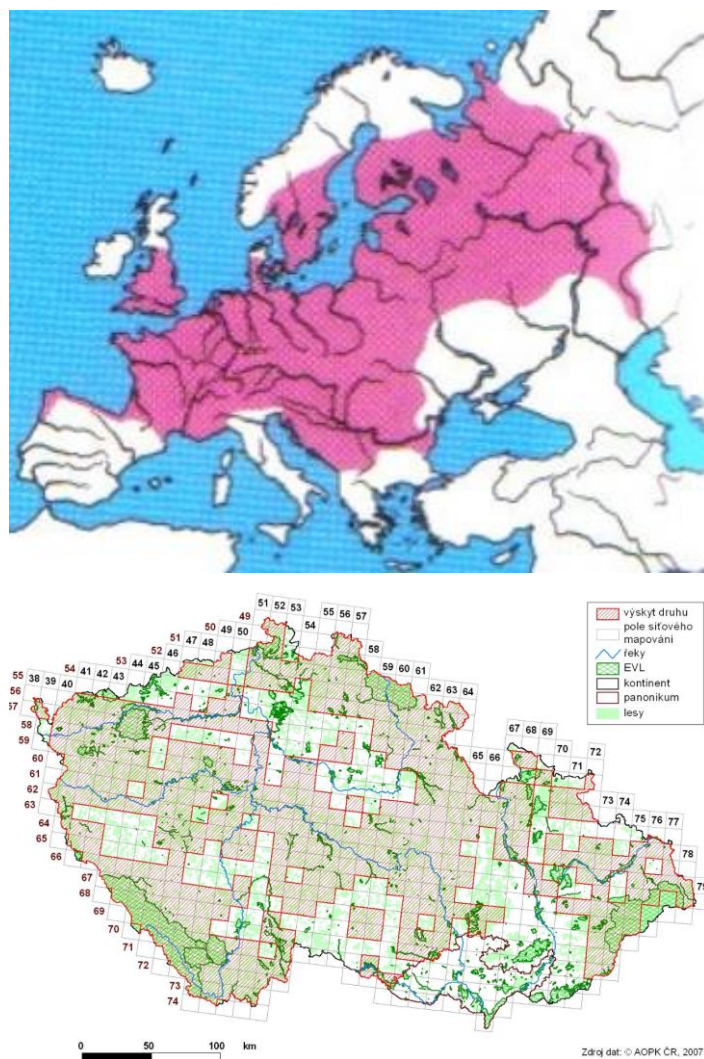 51 52 53
55 56 57
49
50
49 50
54
58
51
47 48
52
46
59 60 61
53
44 45
62 63 64
54
41 42 43
55
38 39 40
56
57
58
59
60
61
62
63
64
65
66
67
68
69
70
71
72
73
74
65 66
67 68 69
70
71
72
73 74
75 76 77
78
79
výskyt druhu
pole síťového
mapování
řeky
EVL
kontinent
panonikum
lesy
0 50 100 km
Zdroj dat: © AOPK ČR, 2007